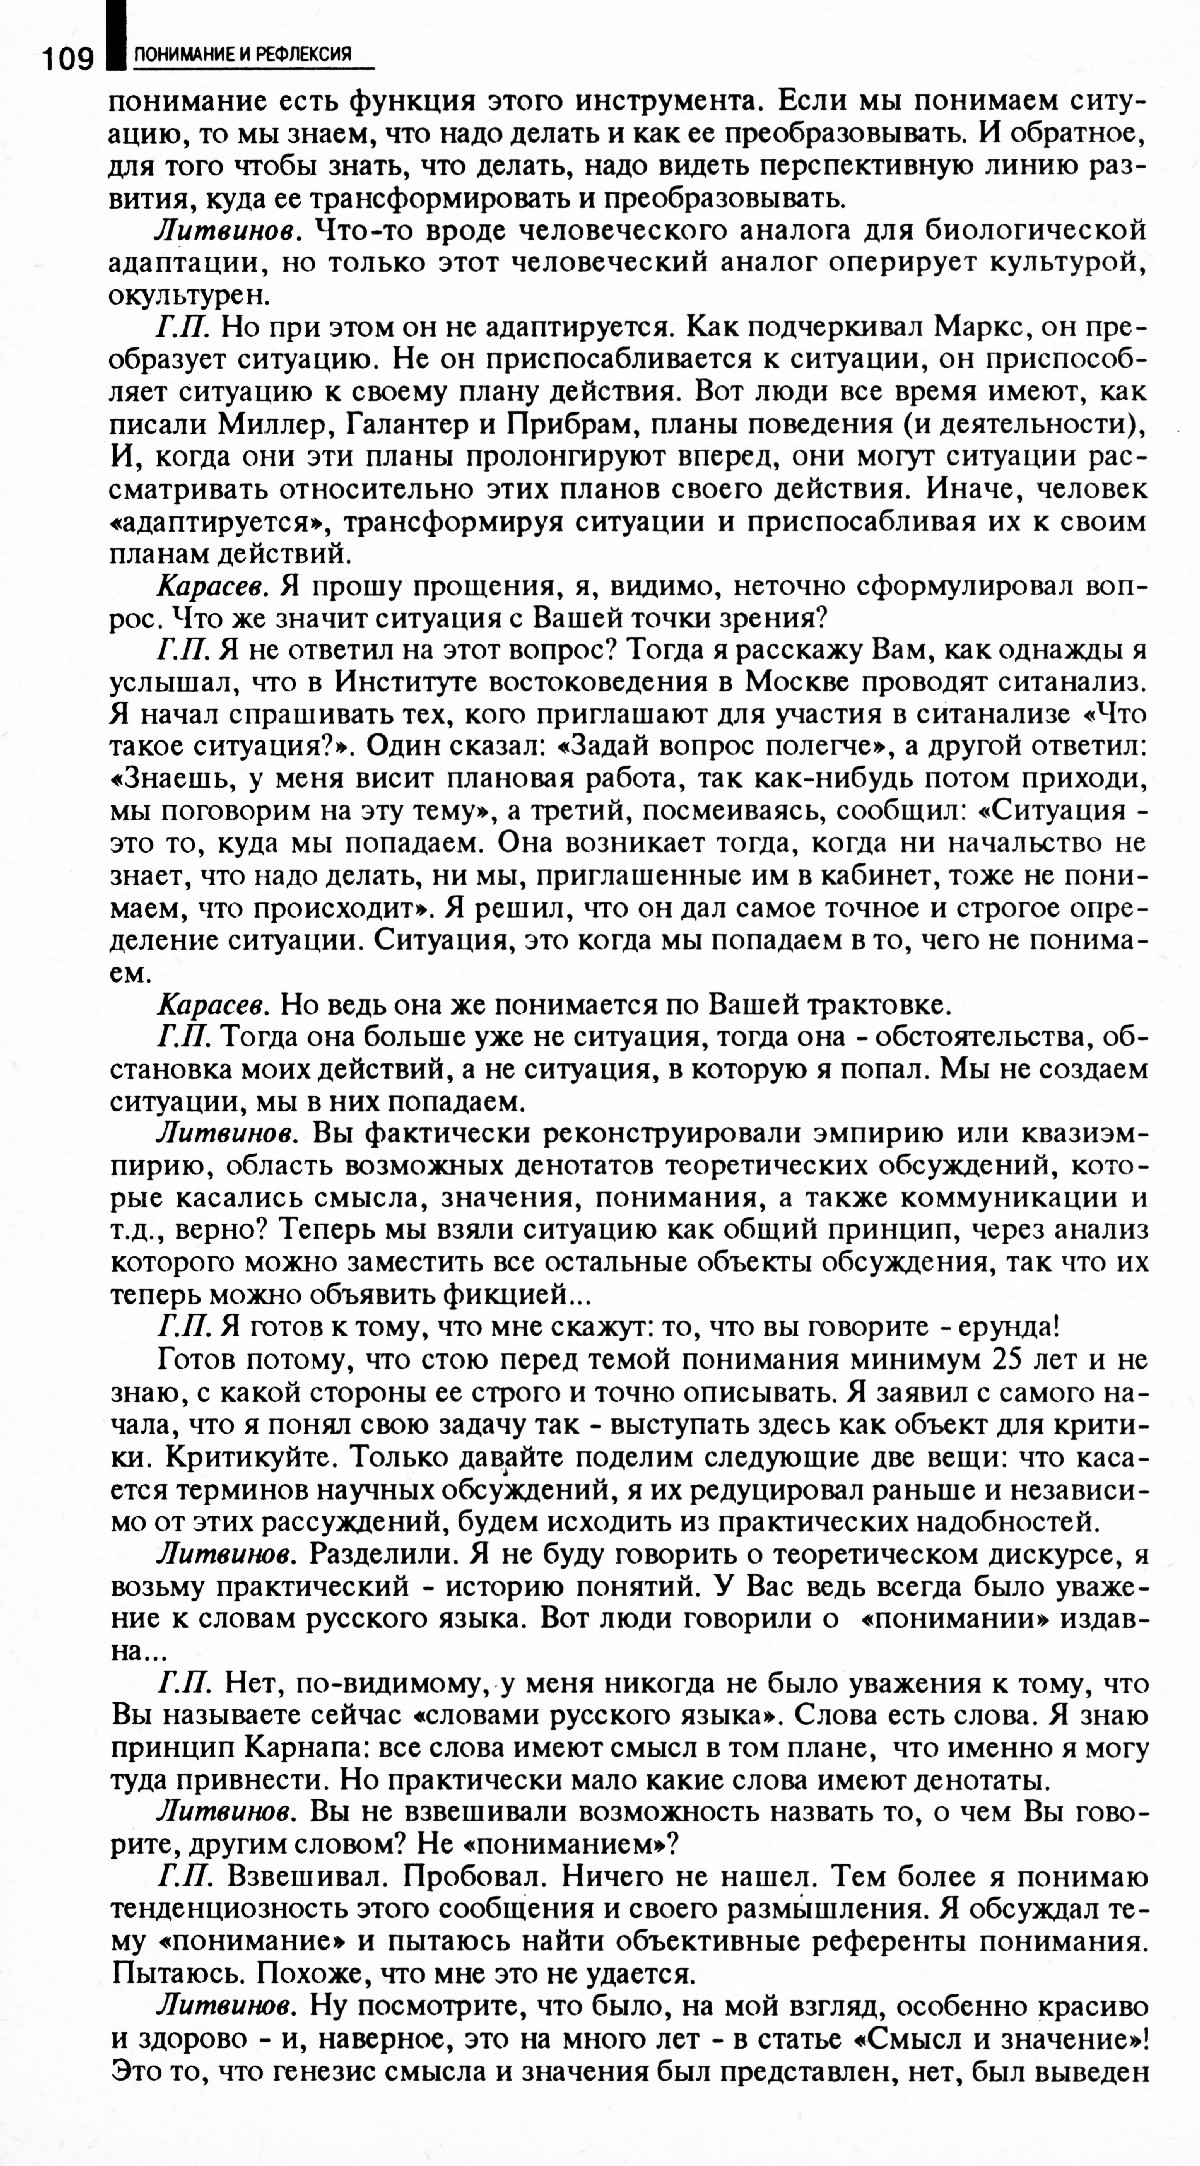 109
ПОНИМАНИЕ И РЕФЛЕКСИЯ
понимание есть функция этого инструмента. Если мы понимаем ситу-
ацию, то мы знаем, что надо делать и как ее преобразовывать. И обратное,
для того чтобы знать, что делать, надо видеть перспективную линию раз-
вития, куда ее трансформировать и преобразовывать.
Литвинов. Что-то вроде человеческого аналога для биологической
адаптации, но только этот человеческий аналог оперирует культурой,
окультурен.
Г.П. Но при этом он не адаптируется. Как подчеркивал Маркс, он пре-
образует ситуацию. Не он приспосабливается к ситуации, он приспособ-
ляет ситуацию к своему плану действия. Вот люди все время имеют, как
писали Миллер, Галантер и Прибрам, планы поведения (и деятельности),
И, когда они эти планы пролонгируют вперед, они могут ситуации рас-
сматривать относительно этих планов своего действия. Иначе, человек
«адаптируется», трансформируя ситуации и приспосабливая их к своим
планам действий.
Карасев. Я прошу прощения, я, видимо, неточно сформулировал воп-
рос. Что же значит ситуация с Вашей точки зрения?
Г.П. Я не ответил на этот вопрос? Тогда я расскажу Вам, как однажды я
услышал, что в Институте востоковедения в Москве проводят ситанализ.
Я начал спрашивать тех, кого приглашают для участия в ситанализе «Что
такое ситуация?». Один сказал: «Задай вопрос полегче», а другой ответил:
«Знаешь, у меня висит плановая работа, так как-нибудь потом приходи,
мы поговорим на эту тему», а третий, посмеиваясь, сообщил: «Ситуация -
это то, куда мы попадаем. Она возникает тогда, когда ни начальство не
знает, что надо делать, ни мы, приглашенные им в кабинет, тоже не пони-
маем, что происходит». Я решил, что он дал самое точное и строгое опре-
деление ситуации. Ситуация, это когда мы попадаем в то, чего не понима-
ем.
Карасев. Но ведь она же понимается по Вашей трактовке.
Г.П. Тогда она больше уже не ситуация, тогда она - обстоятельства, об-
становка моих действий, а не ситуация, в которую я попал. Мы не создаем
ситуации, мы в них попадаем.
Литвинов. Вы фактически реконструировали эмпирию или квазиэм-
пирию, область возможных денотатов теоретических обсуждений, кото-
рые касались смысла, значения, понимания, а также коммуникации и
т.д., верно? Теперь мы взяли ситуацию как общий принцип, через анализ
которого можно заместить все остальные объекты обсуждения, так что их
теперь можно объявить фикцией...
Г.П. Я готов к тому, что мне скажут: то, что вы говорите - ерунда!
Готов потому, что стою перед темой понимания минимум 25 лет и не
знаю, с какой стороны ее строго и точно описывать. Я заявил с самого на-
чала, что я понял свою задачу так - выступать здесь как объект для крити-
ки. Критикуйте. Только давайте поделим следующие две вещи: что каса-
ется терминов научных обсуждений, я их редуцировал раньше и независи-
мо от этих рассуждений, будем исходить из практических надобностей.
Литвинов. Разделили. Я не буду говорить о теоретическом дискурсе, я
возьму практический - историю понятий. У Вас ведь всегда было уваже-
ние к словам русского языка. Вот люди говорили о «понимании» издав-
на...
Г.П. Нет, по-видимому, у меня никогда не было уважения к тому, что
Вы называете сейчас «словами русского языка». Слова есть слова. Я знаю
принцип Карнапа: все слова имеют смысл в том плане, что именно я могу
туда привнести. Но практически мало какие слова имеют денотаты.
Литвинов. Вы не взвешивали возможность назвать то, о чем Вы гово-
рите, другим словом? Не «пониманием»?
Г.П. Взвешивал. Пробовал. Ничего не нашел. Тем более я понимаю
тенденциозность этого сообщения и своего размышления. Я обсуждал те-
му «понимание» и пытаюсь найти объективные референты понимания.
Пытаюсь. Похоже, что мне это не удается.
Литвинов. Ну посмотрите, что было, на мой взгляд, особенно красиво
и здорово - и, наверное, это на много лет - в статье «Смысл и значение»!
Это то, что генезис смысла и значения был представлен, нет, был выведен